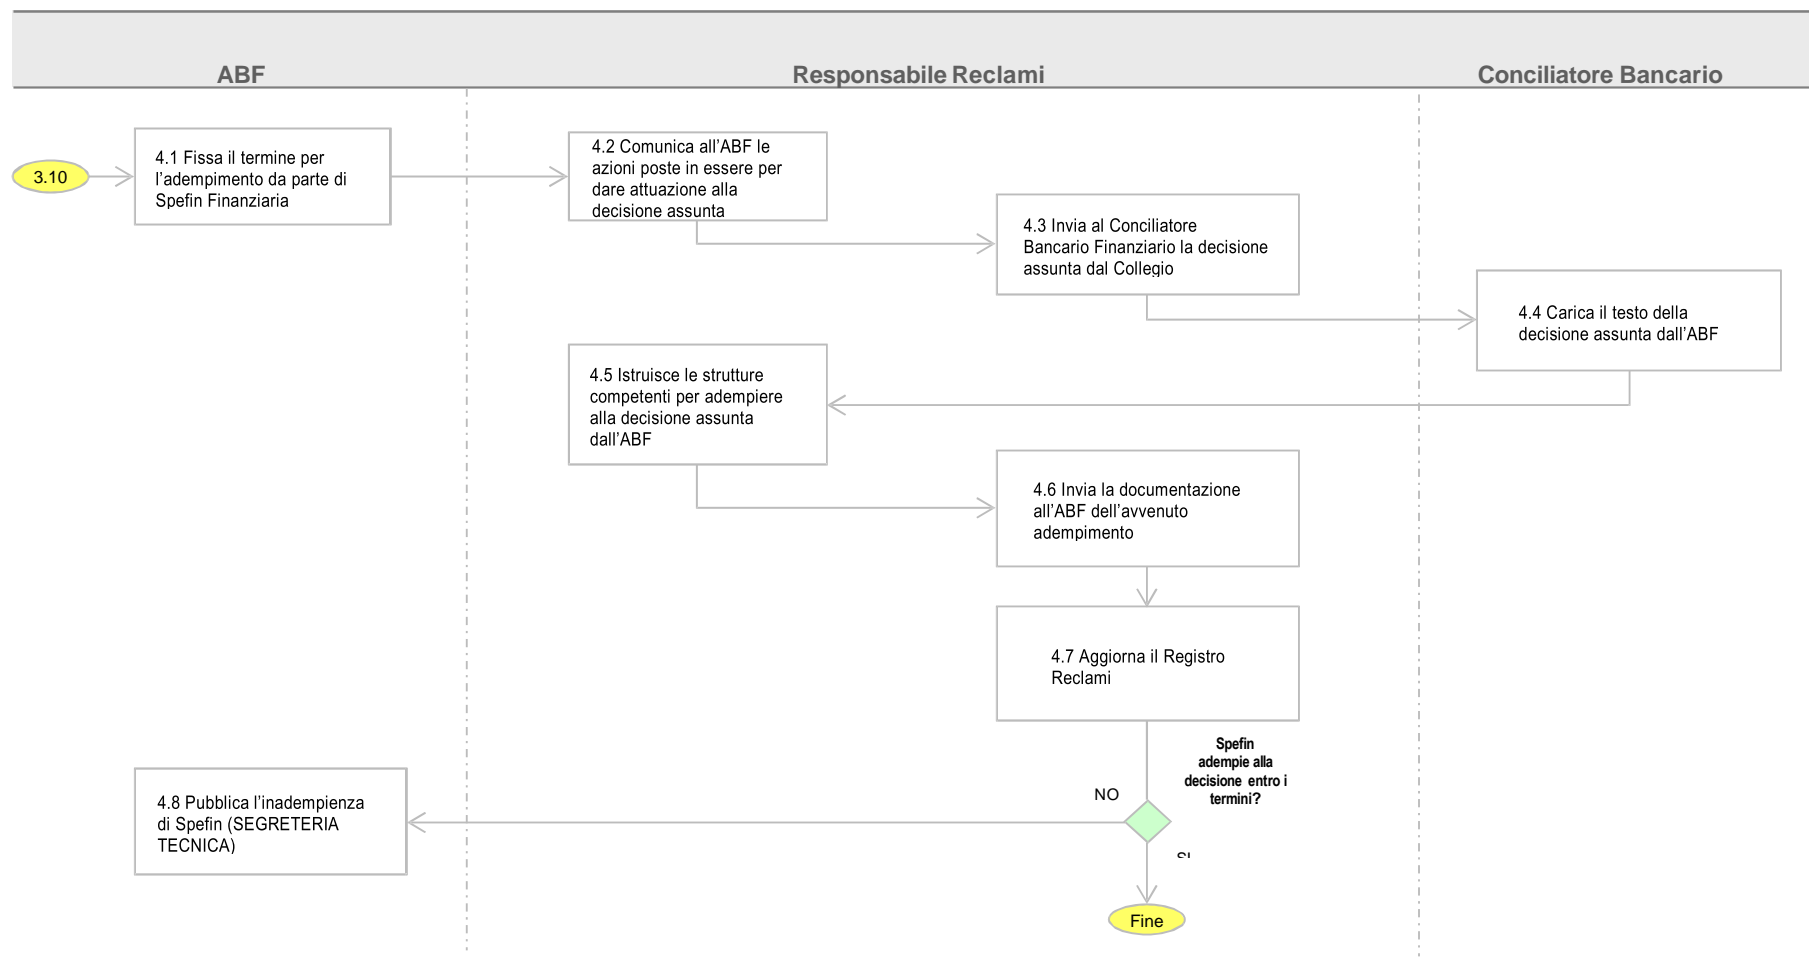 ABF
Responsabile Reclami
Conciliatore Bancario
3.10
4.1 Fissa il termine per
l'adempimento da parte di
Spefin Finanziaria
4.2 Comunica all'ABF le
azioni poste in essere per
dare attuazione alla
decisione assunta
4.3 Invia al Conciliatore
Bancario Finanziario la decisione
assunta dal Collegio
4.4 Carica il testo della
decisione assunta dall'ABF
4.5 Istruisce le strutture
competenti per adempiere
alla decisione assunta
dall'ABF
4.6 Invia la documentazione
all'ABF dell'avvenuto
adempimento
4.7 Aggiorna il Registro
Reclami
Spefin
adempie alla
decisione entro i
termini?
NO
4.8 Pubblica l'inadempienza
di Spefin (SEGRETERIA
TECNICA)
SI
Fine